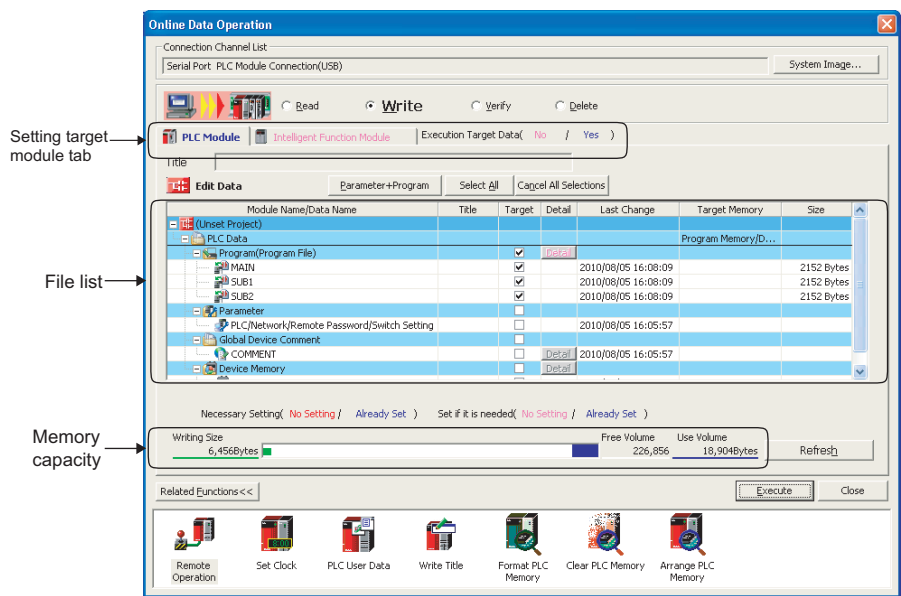 Online Data Operation
Connection Channel List
Serial Port PLC Module Connection(USB)
System Image...
Read
Write
Verify
Delete
Setting target
module tab
PLC Module
Intelligent Function Module
Execution Target Data( No / Yes )
Title
Edit Data
Parameter+Program
Select All
Cancel All Selections
Module Name/Data Name Title Target Detail Last Change Target Memory Size
(Unset Project)
PLC Data Program Memory/D...
Program(Program File) Detail
MAIN 2010/08/05 16:08:09 2152 Bytes
SUB1 2010/08/05 16:08:09 2152 Bytes
SUB2 2010/08/05 16:08:09 2152 Bytes
File list
Parameter
PLC/Network/Remote Password/Switch Setting 2010/08/05 16:05:57
Global Device Comment
COMMENT Detail 2010/08/05 16:05:57
Device Memory Detail
Necessary Setting( No Setting / Already Set ) Set if it is needed( No Setting / Already Set )
Memory
capacity
Writing Size Free Volume Use Volume
6,456Bytes 226,856 18,904Bytes
Refresh
Related Functions<<
Execute
Close
Remote
Operation
Set Clock
PLC User Data
Write Title
Format PLC
Memory
Clear PLC Memory
Arrange PLC
Memory